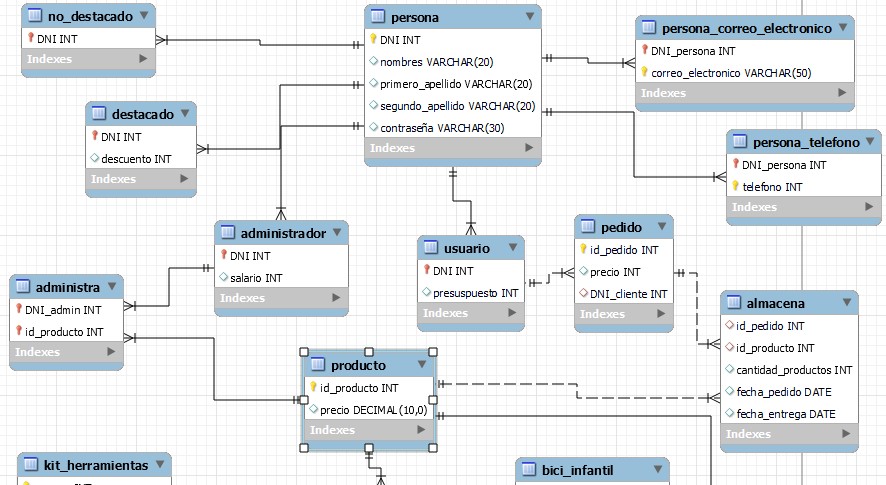 no_destacado
DNI INT
Indexes
persona
DNI INT
nombres VARCHAR(20)
primero_apellido VARCHAR(20)
segundo_apellido VARCHAR(20)
contraseña VARCHAR(30)
Indexes
persona_correo_electronico
DNI_persona INT
correo_electronico VARCHAR(50)
Indexes
destacado
DNI INT
descuento INT
Indexes
persona_telefono
DNI_persona INT
telefono INT
Indexes
administrador
DNI INT
salario INT
Indexes
usuario
DNI INT
presuspuesto INT
Indexes
pedido
id_pedido INT
precio INT
DNI_cliente INT
Indexes
administra
DNI_admin INT
id_producto INT
Indexes
almacena
id_pedido INT
id_producto INT
cantidad_productos INT
fecha_pedido DATE
fecha_entrega DATE
Indexes
producto
id_producto INT
precio DECIMAL(10,0)
Indexes
kit_herramientas
bici_infantil